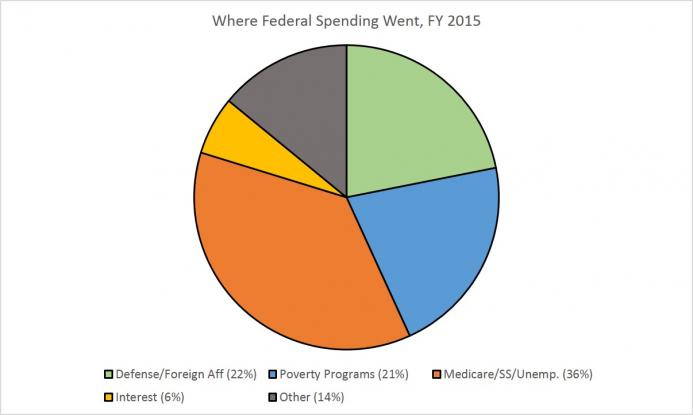 Where Federal Spending Went, FY 2015
Defense/Foreign Aff (22%) Poverty Programs (21%) Medicare/SS/Unemp. (36%)
Interest (6%) Other (14%)